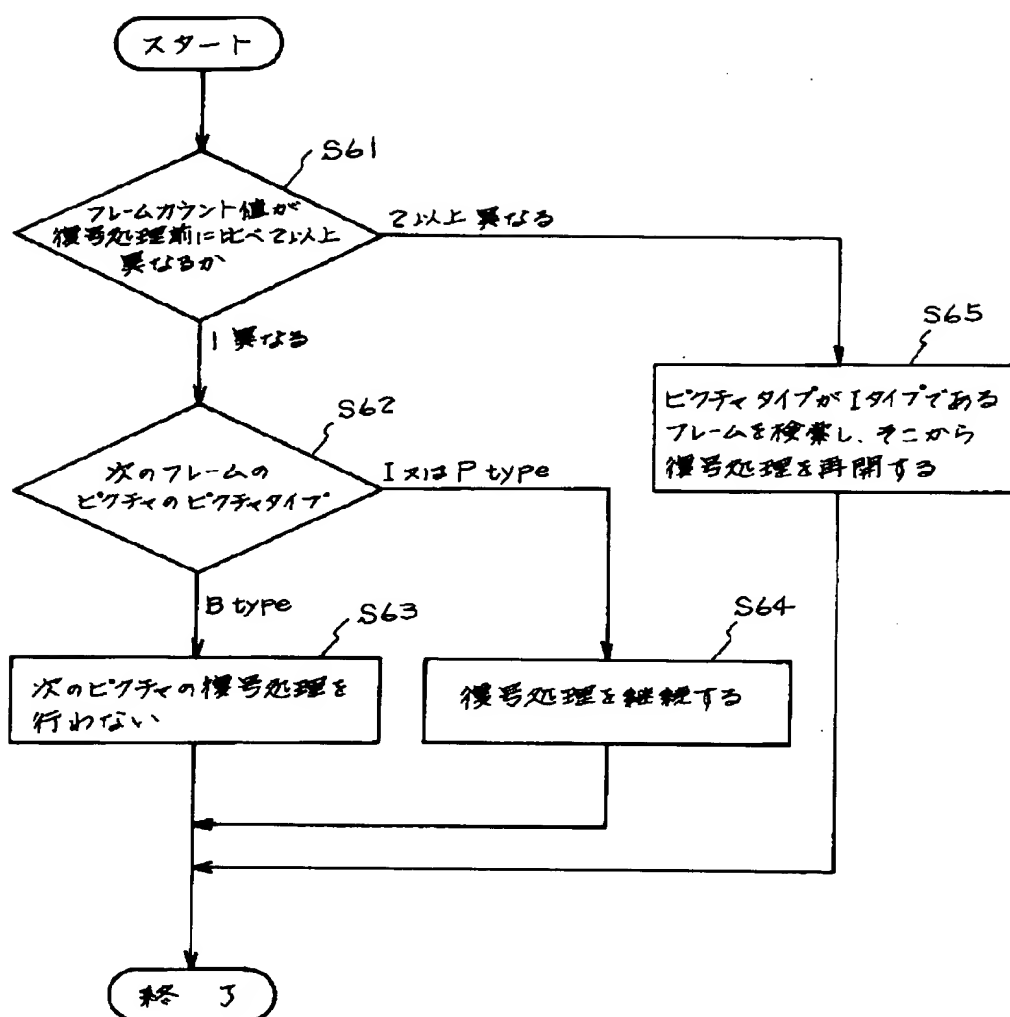 スタート
S61
フレームカウント値が
復号処理前に比べ2以上
異なるか
2以上異なる
1異なる
S65
ピクチャタイプがIタイプである
フレームを検索し、そこから
復号処理を再開する
S62
次のフレームの
ピクチャのピクチャタイプ
I又はP type
B type
S63
次のピクチャの復号処理を
行わない
S64
復号処理を継続する
終 了